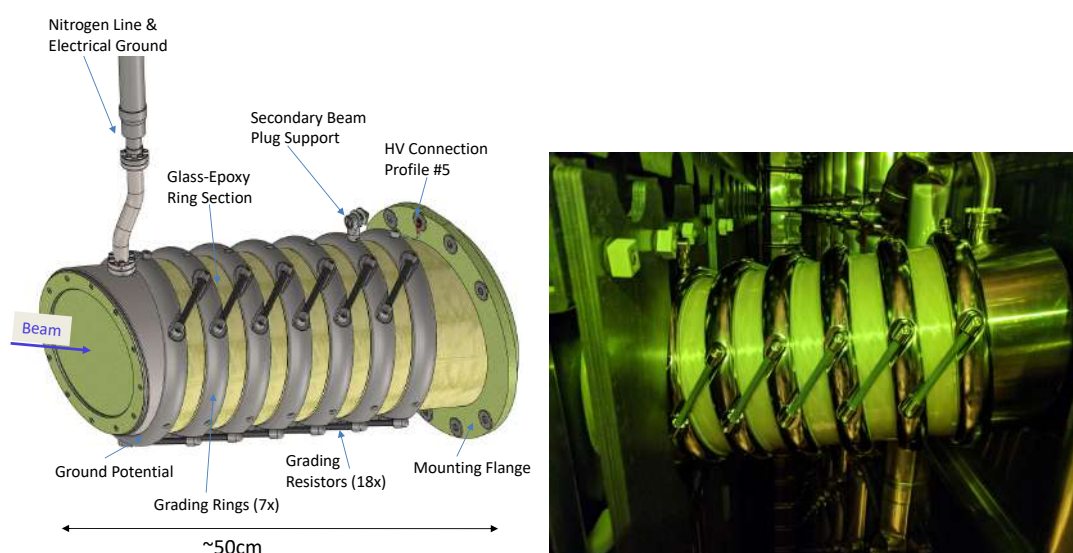 Nitrogen Line &
Electrical Ground
Secondary Beam
Plug Support
HV Connection
Profile #5
Glass-Epoxy
Ring Section
Beam
Ground Potential
Grading Rings (7x)
Grading
Resistors (18x)
Mounting Flange
~50cm